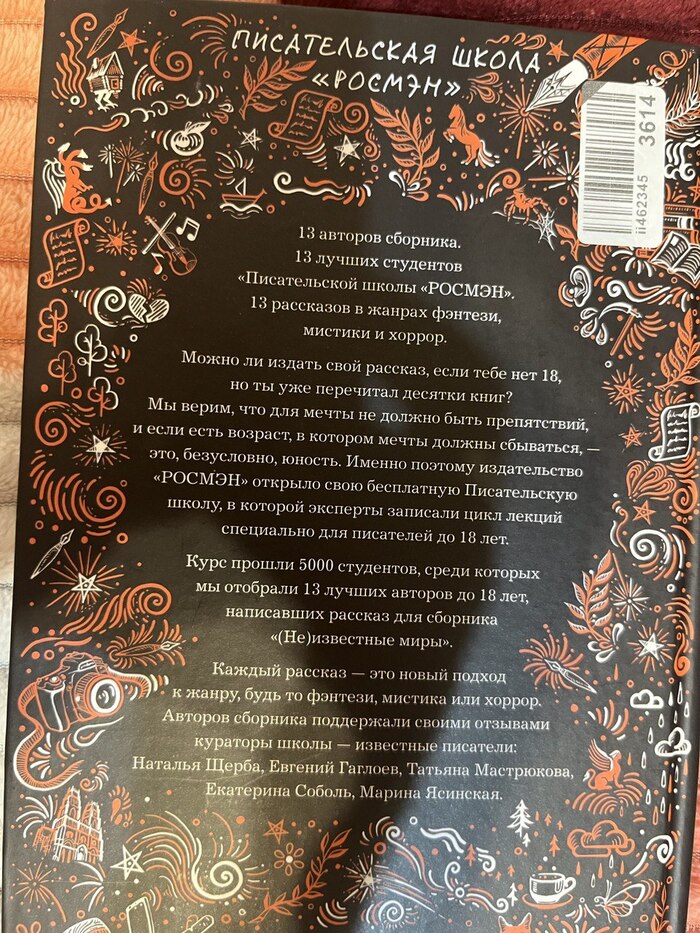 ПИСАТЕЛЬСКАЯ ШКОЛА
«РОСМЭН»
ii462345 3614
13 авторов сборника.
13 лучших студентов
«Писательской школы «РОСМЭН».
13 рассказов в жанрах фэнтези,
мистики и хоррор.
Можно ли издать свой рассказ, если тебе нет 18,
но ты уже перечитал десятки книг?
Мы верим, что для мечты не должно быть препятствий,
и если есть возраст, в котором мечты должны сбываться, —
это, безусловно, юность. Именно поэтому издательство
«РОСМЭН» открыло свою бесплатную Писательскую
школу, в которой эксперты записали цикл лекций
специально для писателей до 18 лет.
Курс прошли 5000 студентов, среди которых
мы отобрали 13 лучших авторов до 18 лет,
написавших рассказ для сборника
«(Не)известные миры».
Каждый рассказ — это новый подход
к жанру, будь то фэнтези, мистика или хоррор.
Авторов сборника поддержали своими отзывами
кураторы школы — известные писатели:
Наталья Щерба, Евгений Гаглоев, Татьяна Мастрюкова,
Екатерина Соболь, Марина Ясинская.